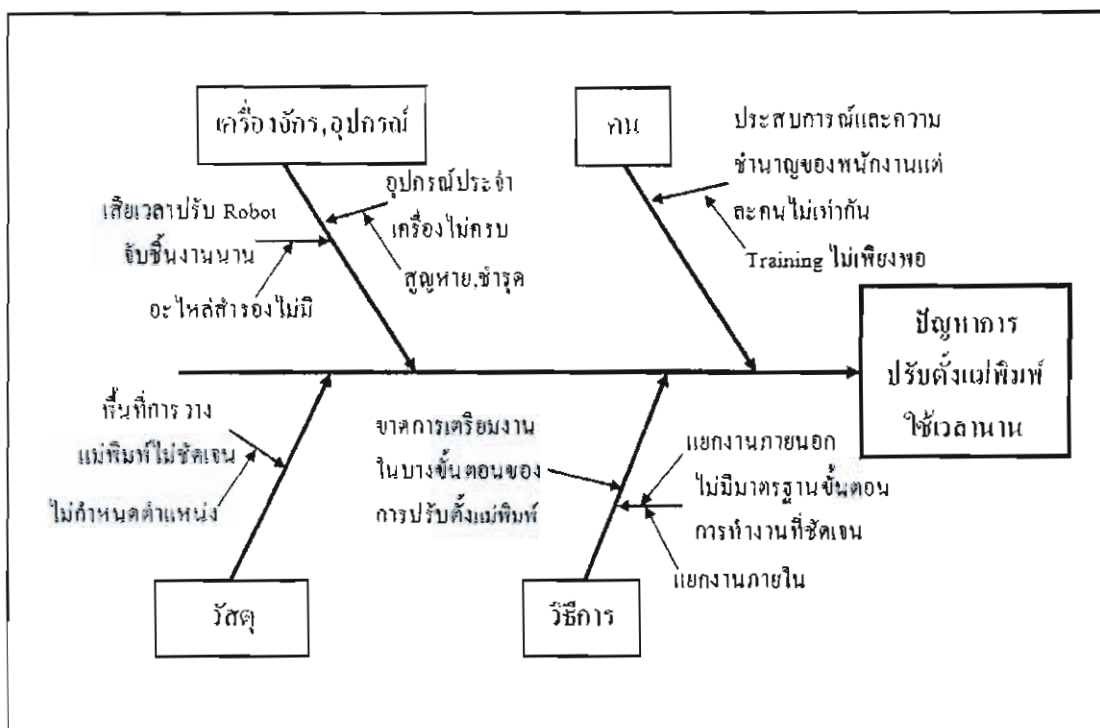 เครื่องจักร,อุปกรณ์
คน
เสียเวลาปรับ Robot
จับชิ้นงานนาน
อะไหล่สำรองไม่มี
อุปกรณ์ประจำ
เครื่องไม่ครบ
สูญหาย,ชำรุด
ประสบการณ์และความ
ชำนาญของพนักงานแต่
ละคนไม่เท่ากัน
Training ไม่เพียงพอ
ปัญหาการ
ปรับตั้งแม่พิมพ์
ใช้เวลานาน
พื้นที่การวาง
แม่พิมพ์ไม่ชัดเจน
ไม่กำหนดตำแหน่ง
ขาดการเตรียมงาน
ในบางขั้นตอนของ
การปรับตั้งแม่พิมพ์
แยกงานภายนอก
ไม่มีมาตรฐานขั้นตอน
การทำงานที่ชัดเจน
แยกงานภายใน
วัสดุ
วิธีการ